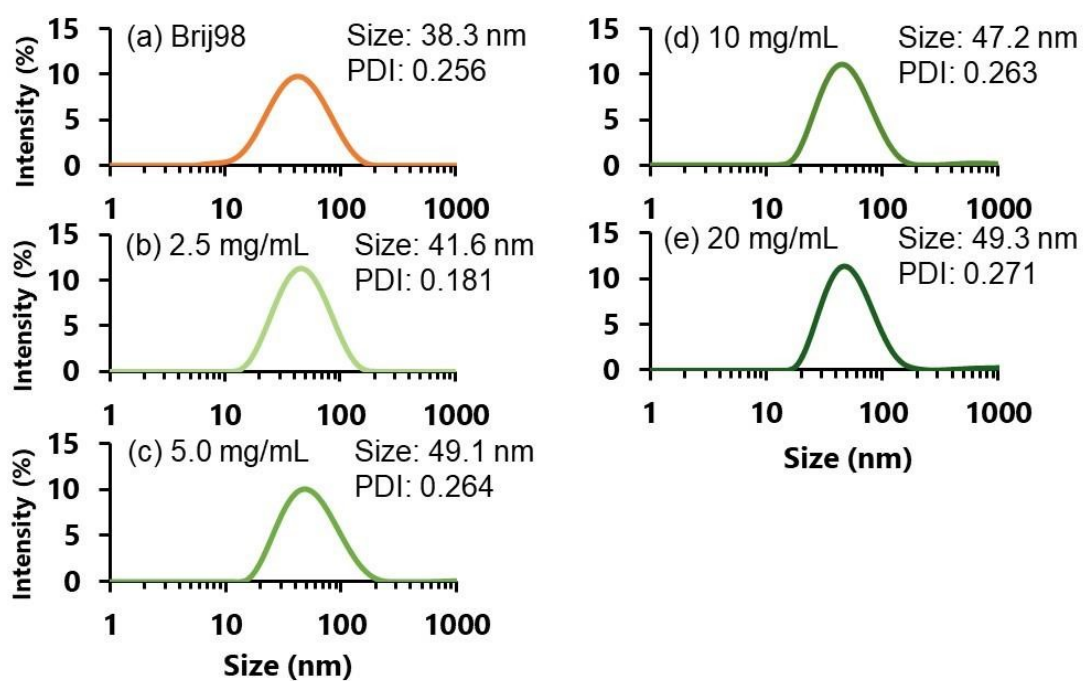 15
10
5
0
Intensity (%)
(a) Brij98
Size: 38.3 nm
PDI: 0.256
1 10 100 1000
15
10
5
0
Intensity (%)
(b) 2.5 mg/mL
Size: 41.6 nm
PDI: 0.181
1 10 100 1000
15
10
5
0
Intensity (%)
(c) 5.0 mg/mL
Size: 49.1 nm
PDI: 0.264
1 10 100 1000
Size (nm)
15
10
5
0
(d) 10 mg/mL
Size: 47.2 nm
PDI: 0.263
1 10 100 1000
15
10
5
0
(e) 20 mg/mL
Size: 49.3 nm
PDI: 0.271
1 10 100 1000
Size (nm)